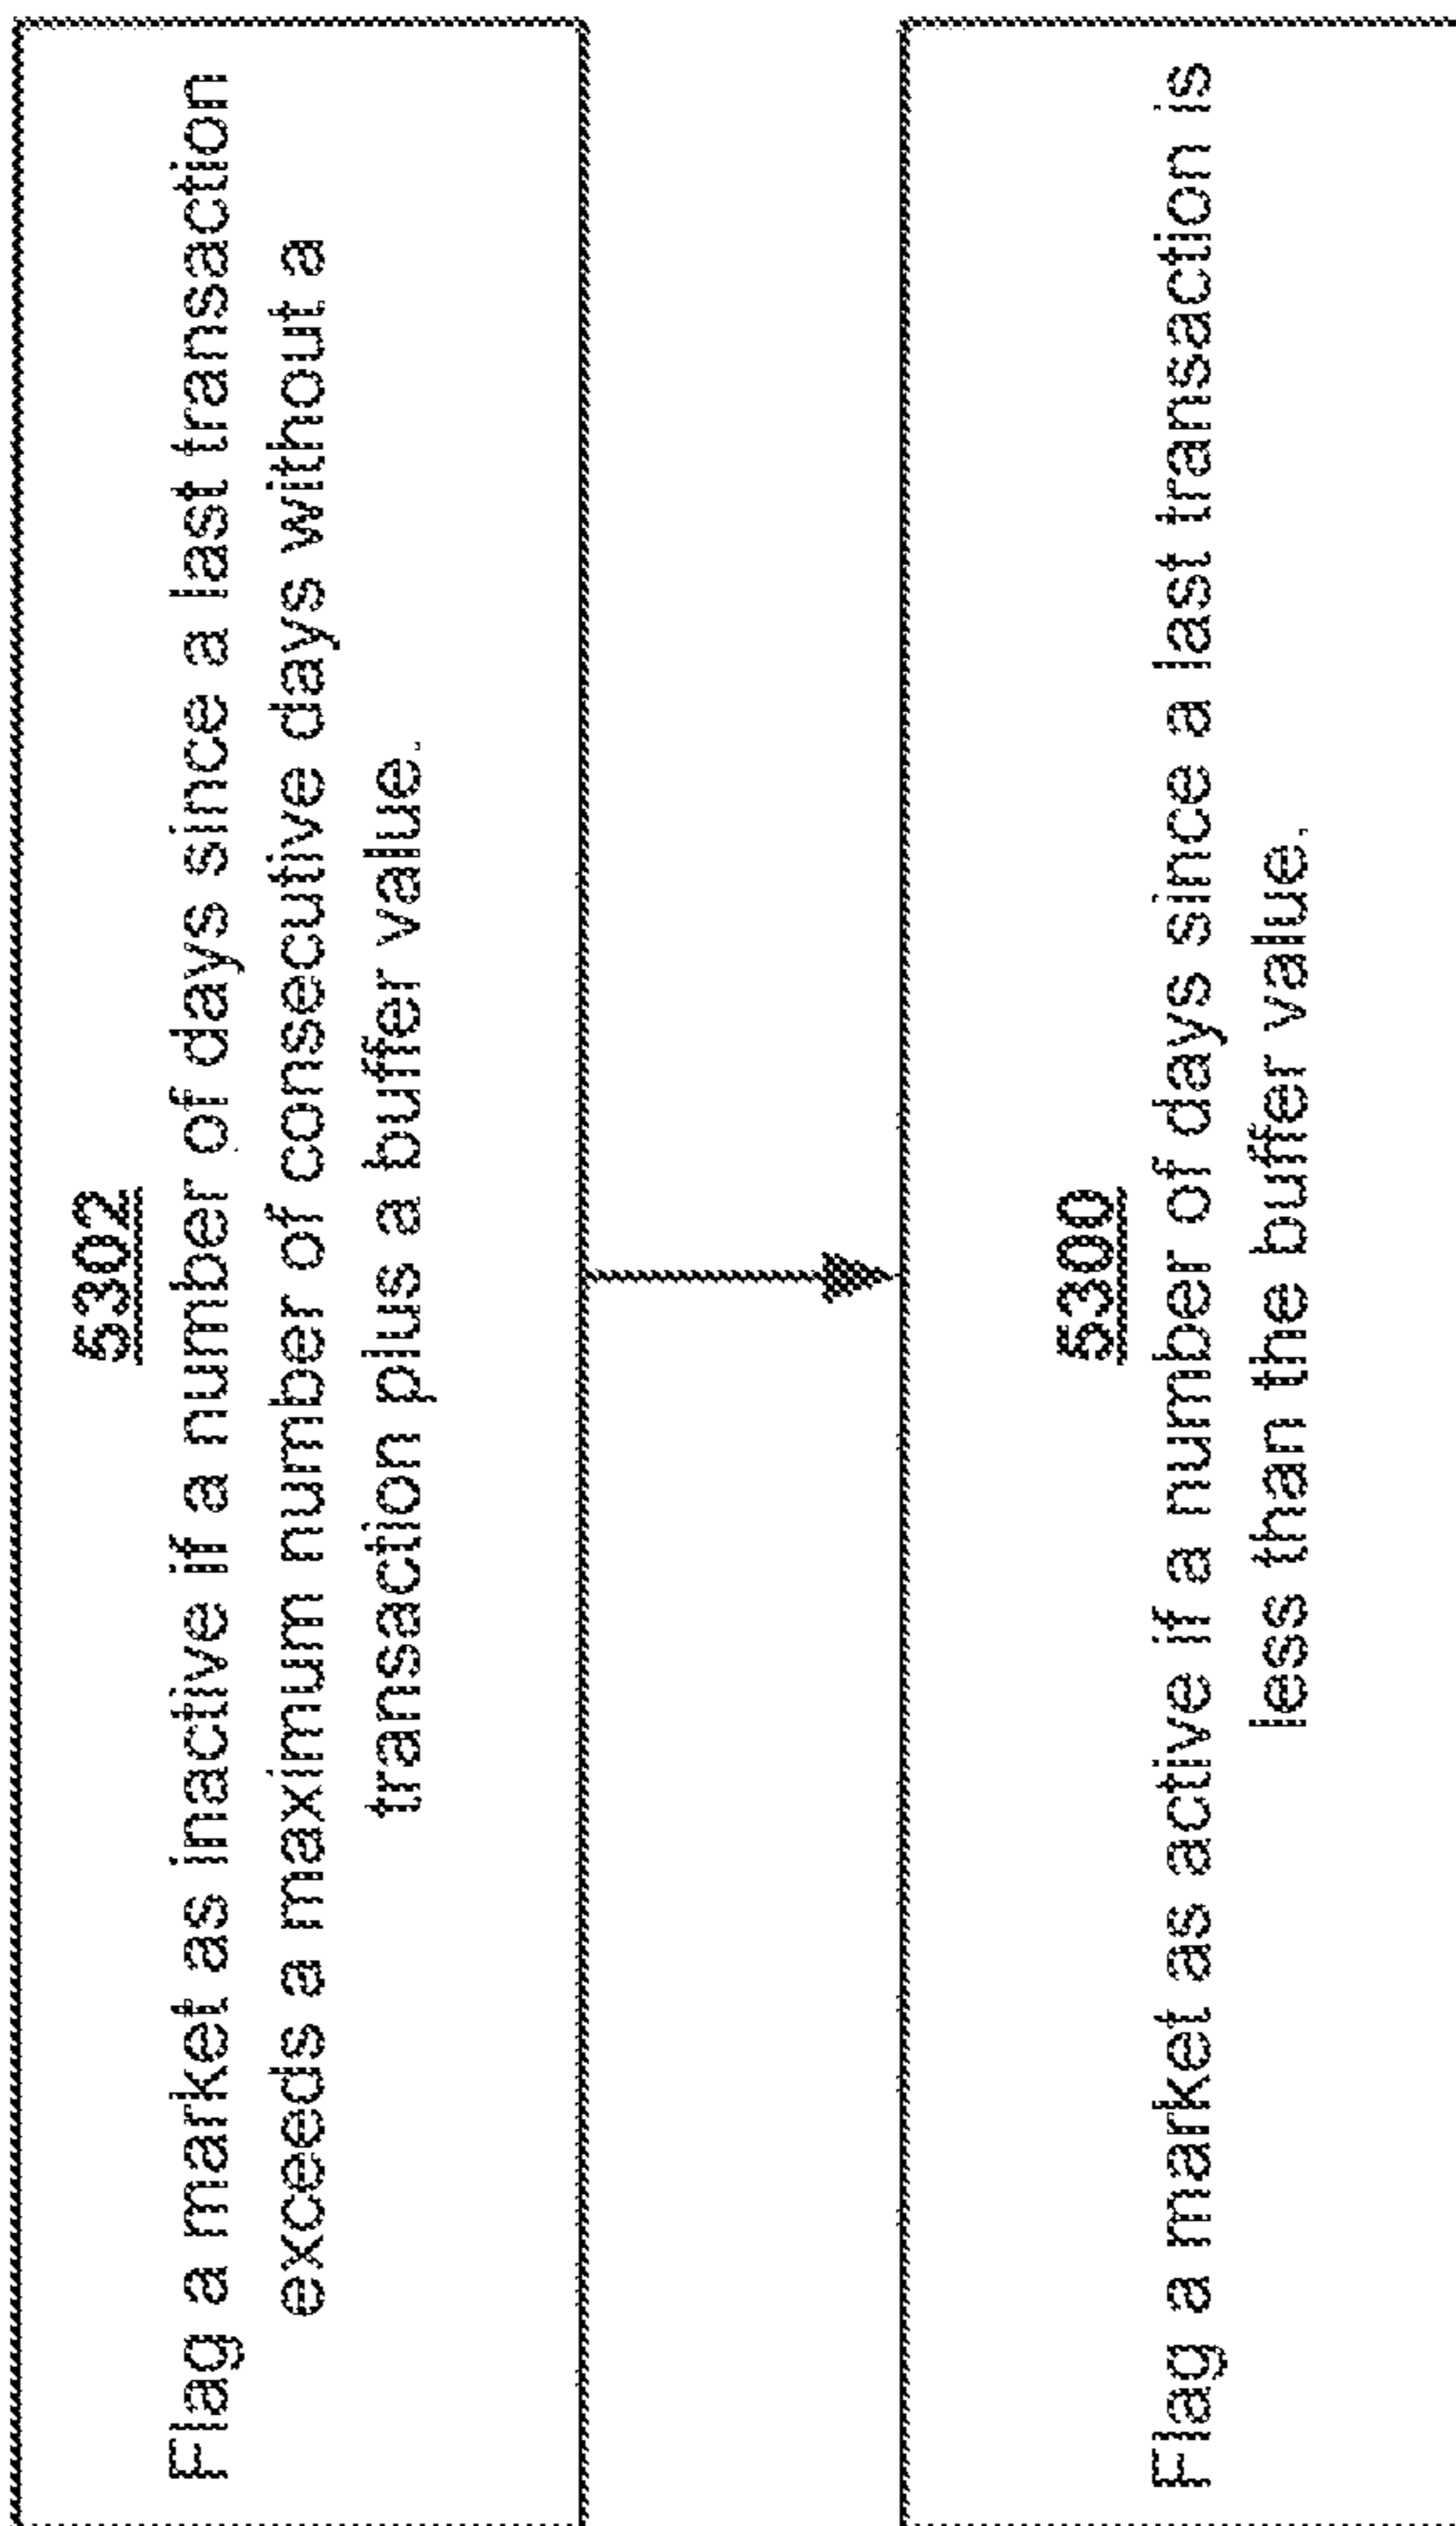 5302
Flag a market as inactive if a number of days since a last transaction
exceeds a maximum number of consecutive days without a
transaction plus a buffer value.
5300
Flag a market as active if a number of days since a last transaction is
less than the buffer value.